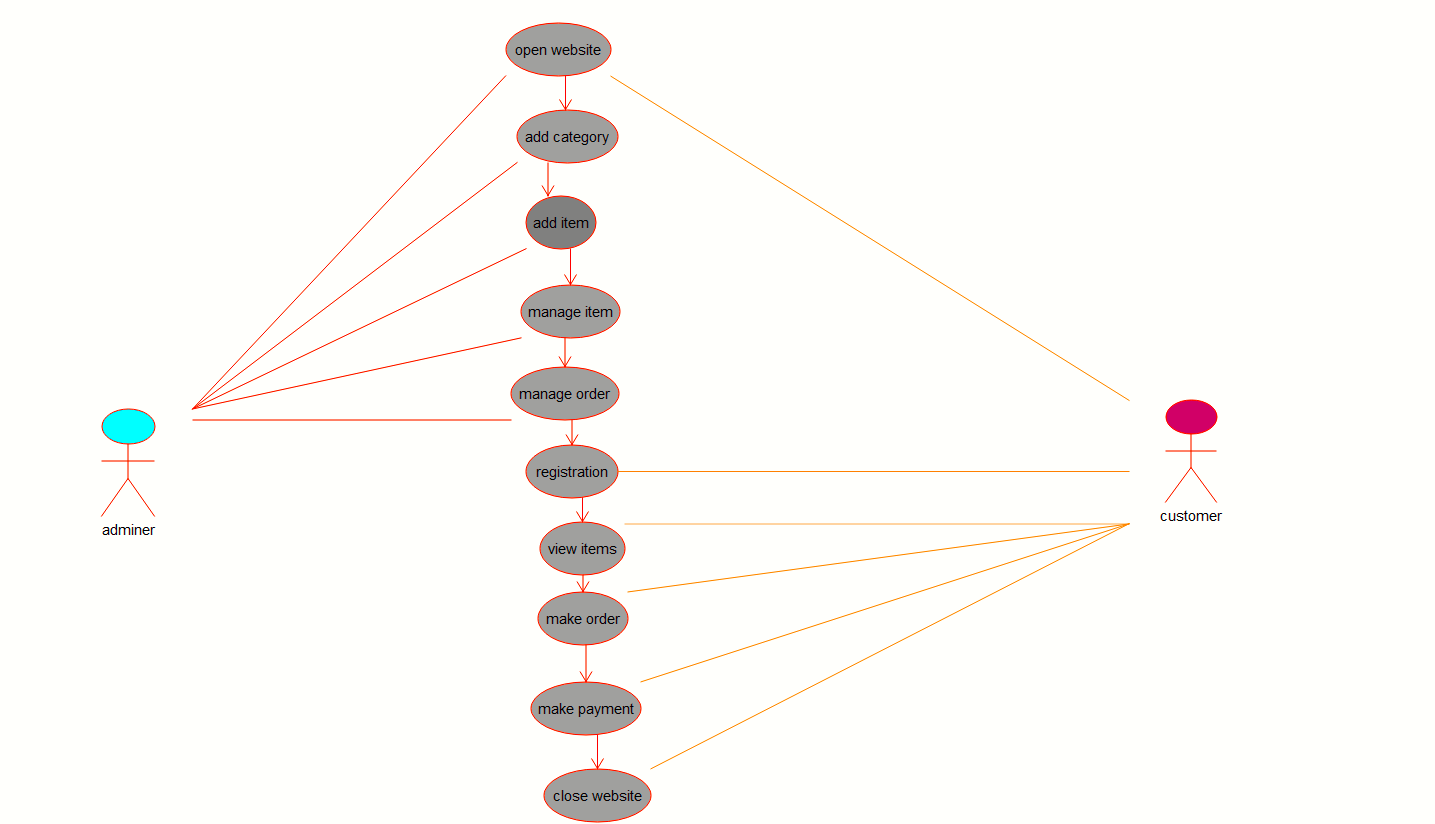 open website
add category
add item
manage item
manage order
registration
view items
make order
make payment
close website
adminer
customer